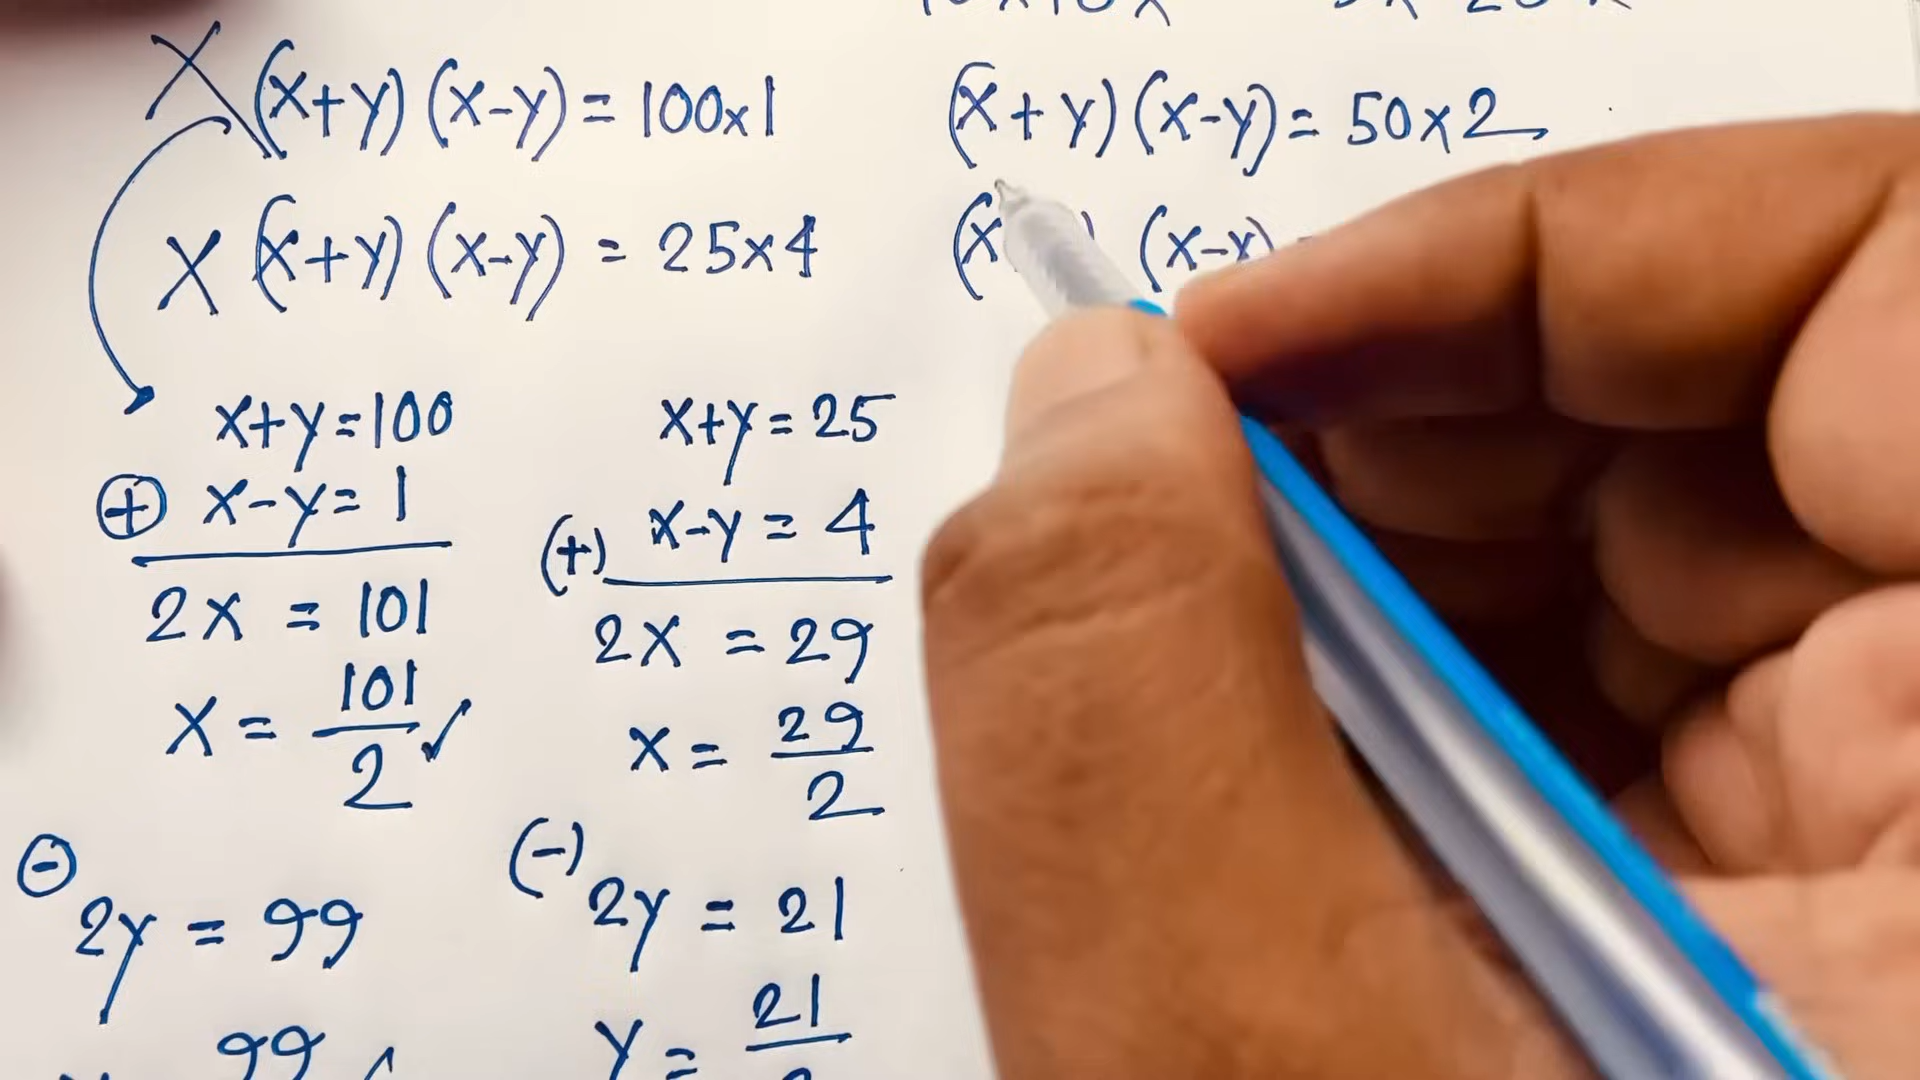 (x+y)(x-y) = 100x1
(x+y)(x-y) = 50x2
X (x+y)(x-y) = 25x4
(x-y)
x+y=100
⊕ x-y= 1
2x = 101
x = 101/2 ✓
⊖
2y = 99
99
x+y= 25
(+) x-y = 4
2x = 29
x = 29/2
(-)
2y = 21
y = 21